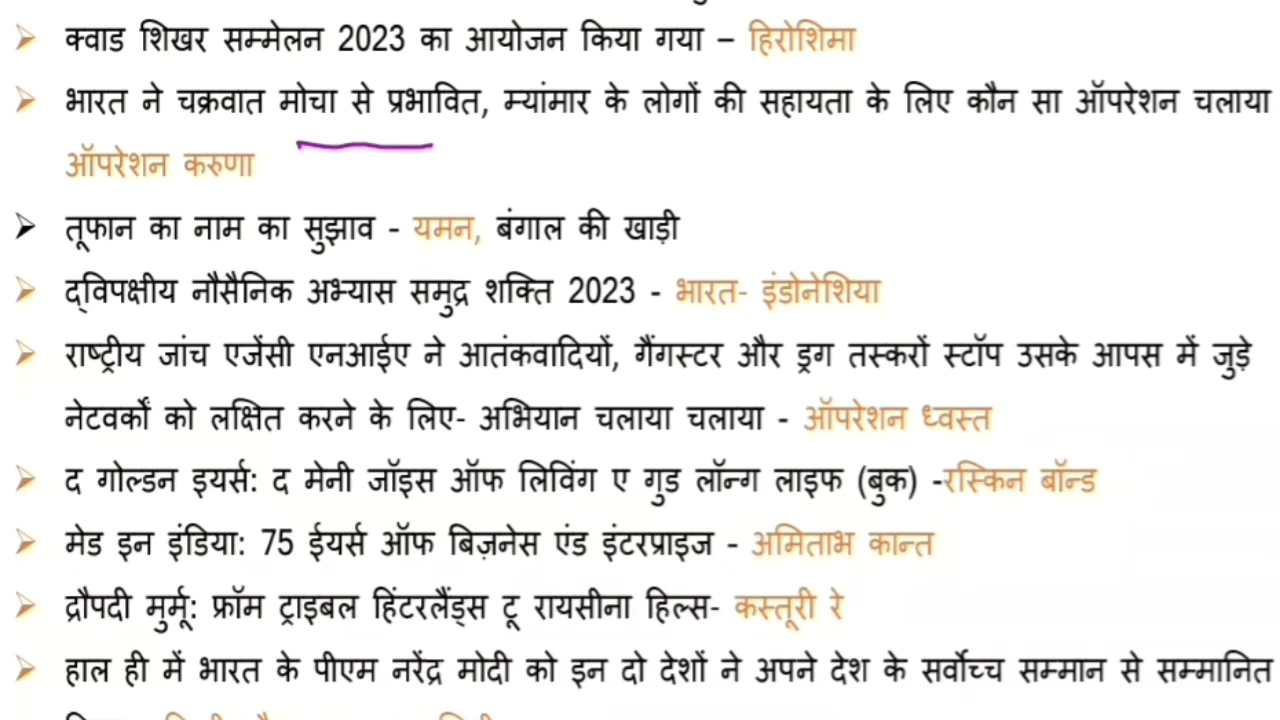 क्वाड शिखर सम्मेलन 2023 का आयोजन किया गया – हिरोशिमा
भारत ने चक्रवात मोचा से प्रभावित, म्यांमार के लोगों की सहायता के लिए कौन सा ऑपरेशन चलाया
ऑपरेशन करुणा
तूफान का नाम का सुझाव - यमन, बंगाल की खाड़ी
द्विपक्षीय नौसैनिक अभ्यास समुद्र शक्ति 2023 - भारत- इंडोनेशिया
राष्ट्रीय जांच एजेंसी एनआईए ने आतंकवादियों, गैंगस्टर और ड्रग तस्करों स्टॉप उसके आपस में जुड़े
नेटवर्कों को लक्षित करने के लिए- अभियान चलाया चलाया - ऑपरेशन ध्वस्त
द गोल्डन इयर्स: द मेनी जॉइस ऑफ लिविंग ए गुड लॉन्ग लाइफ (बुक) -रस्किन बॉन्ड
मेड इन इंडिया: 75 ईयर्स ऑफ बिज़नेस एंड इंटरप्राइज - अमिताभ कान्त
द्रौपदी मुर्मू: फ्रॉम ट्राइबल हिंटरलैंड्स टू रायसीना हिल्स- कस्तूरी रे
हाल ही में भारत के पीएम नरेंद्र मोदी को इन दो देशों ने अपने देश के सर्वोच्च सम्मान से सम्मानित